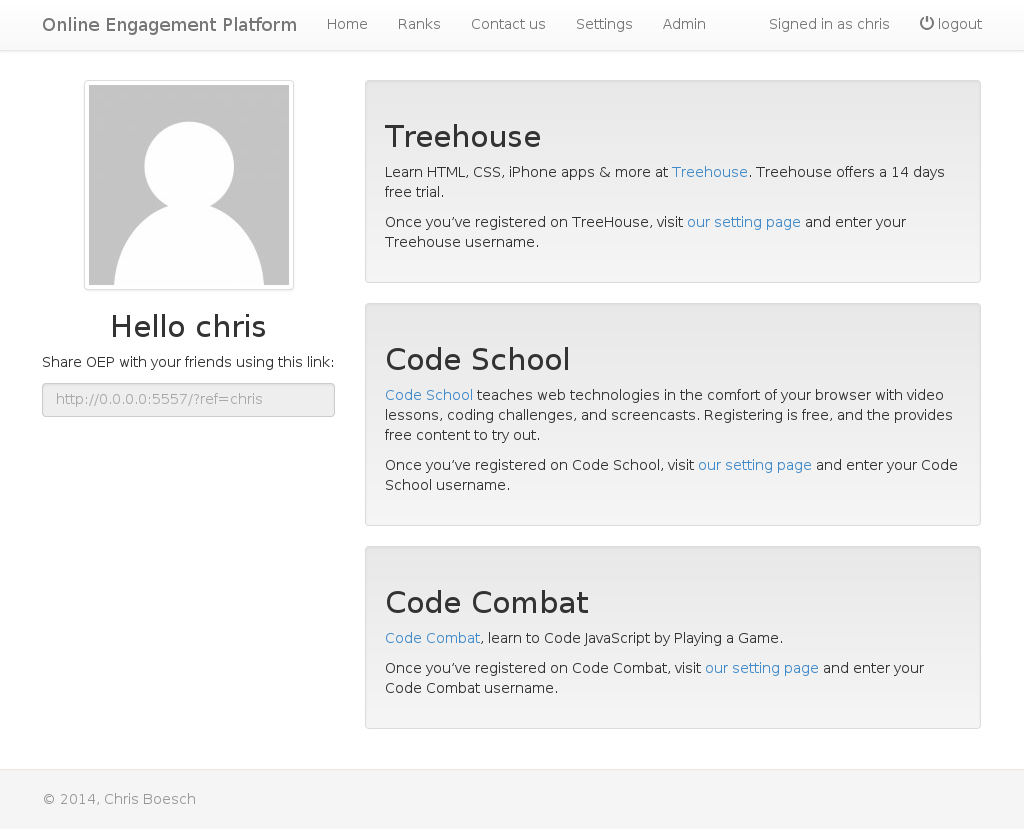 Online Engagement Platform Home Ranks Contact us Settings Admin Signed in as chris logout
Hello chris
Share OEP with your friends using this link:
http://0.0.0.0:5557/?ref=chris
Treehouse
Learn HTML, CSS, iPhone apps & more at Treehouse. Treehouse offers a 14 days
free trial.
Once you’ve registered on TreeHouse, visit our setting page and enter your
Treehouse username.
Code School
Code School teaches web technologies in the comfort of your browser with video
lessons, coding challenges, and screencasts. Registering is free, and the provides
free content to try out.
Once you’ve registered on Code School, visit our setting page and enter your Code
School username.
Code Combat
Code Combat, learn to Code JavaScript by Playing a Game.
Once you’ve registered on Code Combat, visit our setting page and enter your
Code Combat username.
© 2014, Chris Boesch